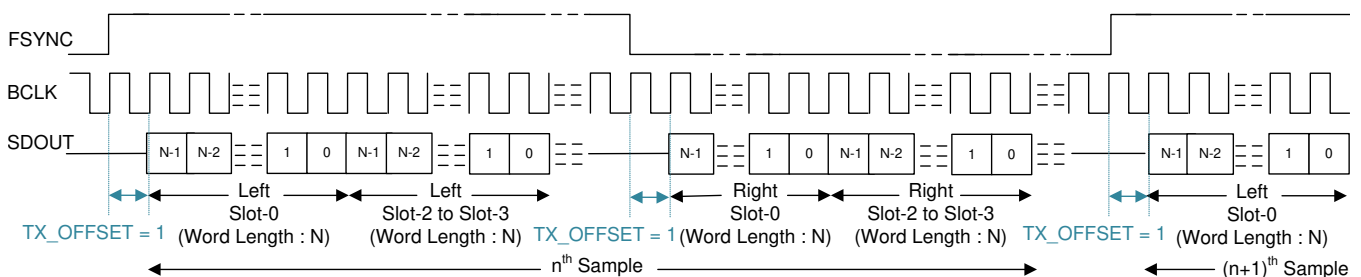 FSYNC
BCLK
SDOUT
N-1 N-2 1 0 N-1 N-2 1 0 N-1 1 0 N-1 N-2 1 0 N-1 N-2 1 0
Left
Slot-0
(Word Length : N)
Left
Slot-2 to Slot-3
(Word Length : N)
Right
Slot-0
(Word Length : N)
Right
Slot-2 to Slot-3
(Word Length : N)
Left
Slot-0
(Word Length : N)
TX_OFFSET = 1
TX_OFFSET = 1
TX_OFFSET = 1
nth Sample
(n+1)th Sample